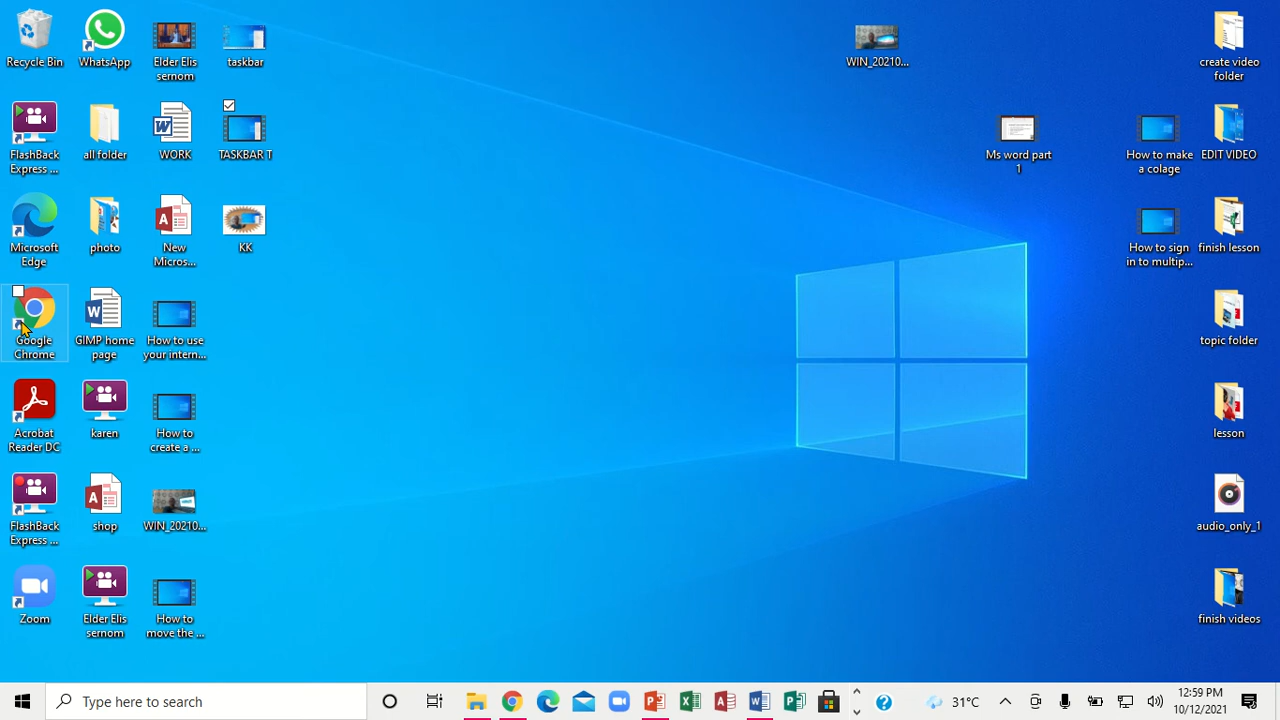 Recycle Bin
WhatsApp
Elder Elis
sernom
taskbar
WIN_20210...
create video
folder
FlashBack
Express ...
all folder
WORK
TASKBAR T
Ms word part
1
How to make
a colage
EDIT VIDEO
Microsoft
Edge
photo
New
Micros...
KK
How to sign
in to multip...
finish lesson
Google
Chrome
GIMP home
page
How to use
your intern...
topic folder
Acrobat
Reader DC
karen
How to
create a ...
lesson
FlashBack
Express ...
shop
WIN_20210...
audio_only_1
Zoom
Elder Elis
sernom
How to
move the ...
finish videos
Type here to search
31°C
12:59 PM
10/12/2021